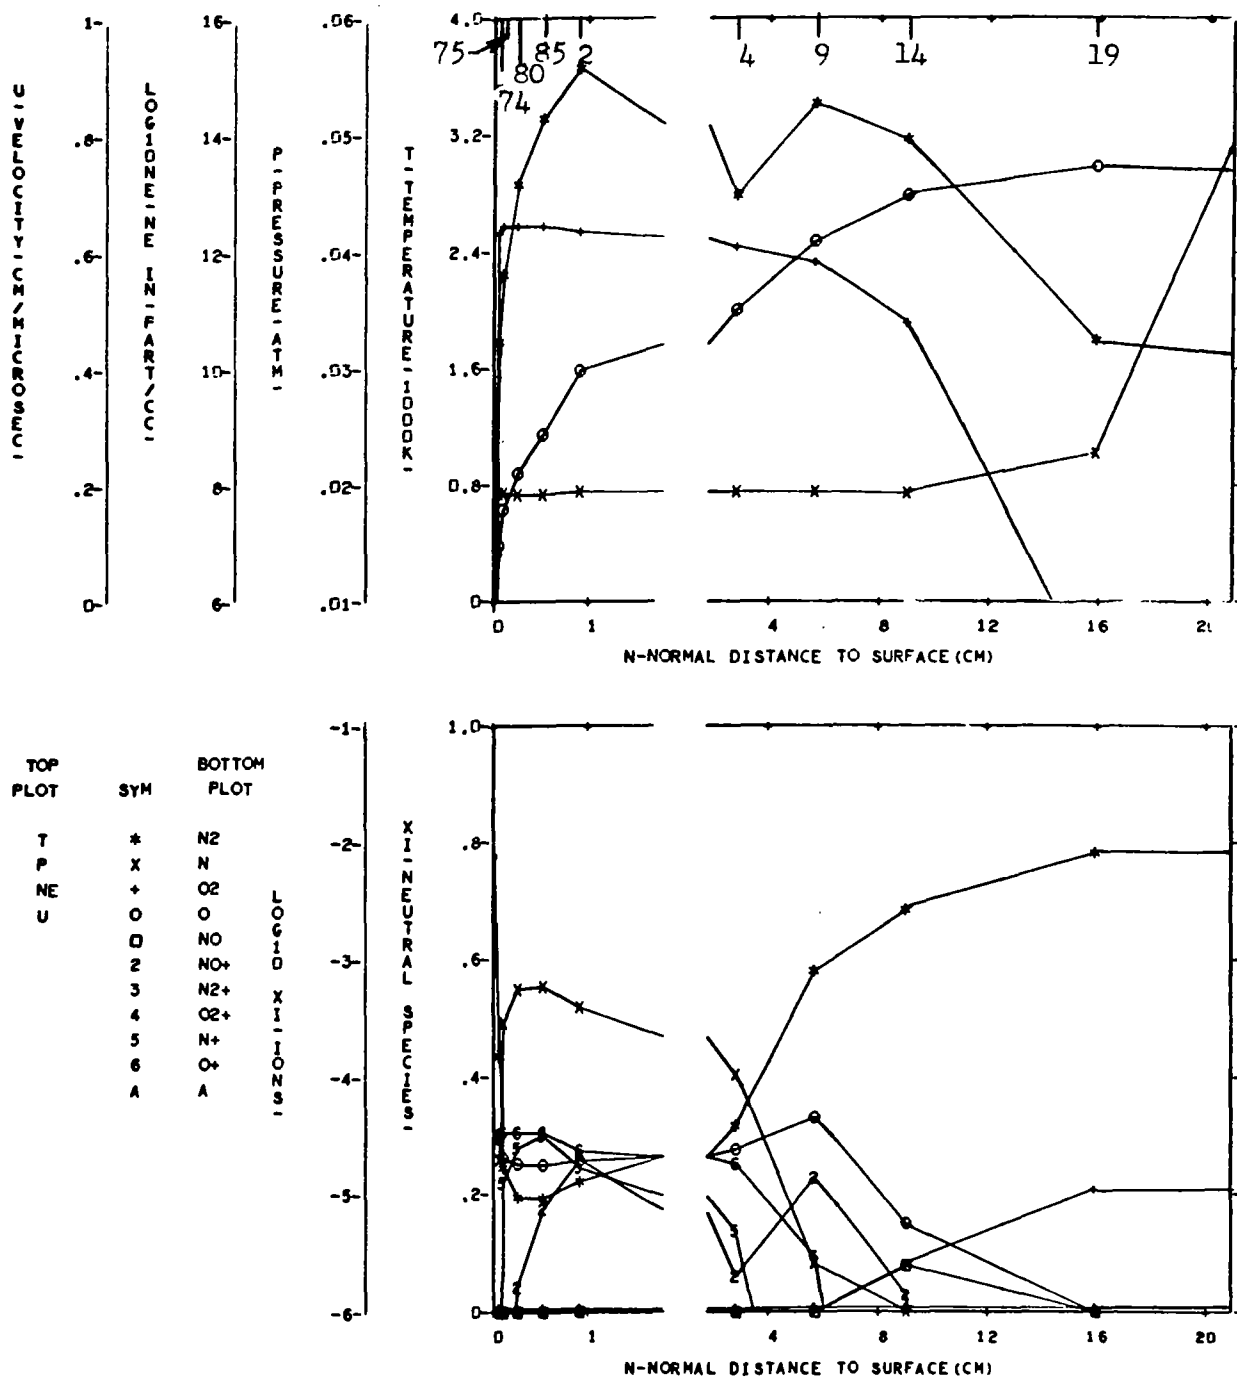 U-VELOCITY-CM/MICROSEC-
1-
.8-
.6-
.4-
.2-
0-
LOG10NE-NE IN-PART/CC-
16-
14-
12-
10-
8-
6-
P-PRESSURE-ATM-
.06-
.05-
.04-
.03-
.02-
.01-
T-TEMPERATURE-1000K-
4.0
3.2-
2.4-
1.6-
0.8-
0-
75
74
80
85
2
4
9
14
19
0 1 4 8 12 16
N-NORMAL DISTANCE TO SURFACE(CM)
TOP PLOT SYM BOTTOM PLOT
T * N2
P X N
NE + O2
U O O
□ NO
2 NO+
3 N2+
4 O2+
5 N+
6 O+
A A
LOG10 XI-IONS-
-1-
-2-
-3-
-4-
-5-
-6-
XI-NEUTRAL SPECIES-
1.0-
.8-
.6-
.4-
.2-
0-
0 1 4 8 12 16 20
N-NORMAL DISTANCE TO SURFACE(CM)